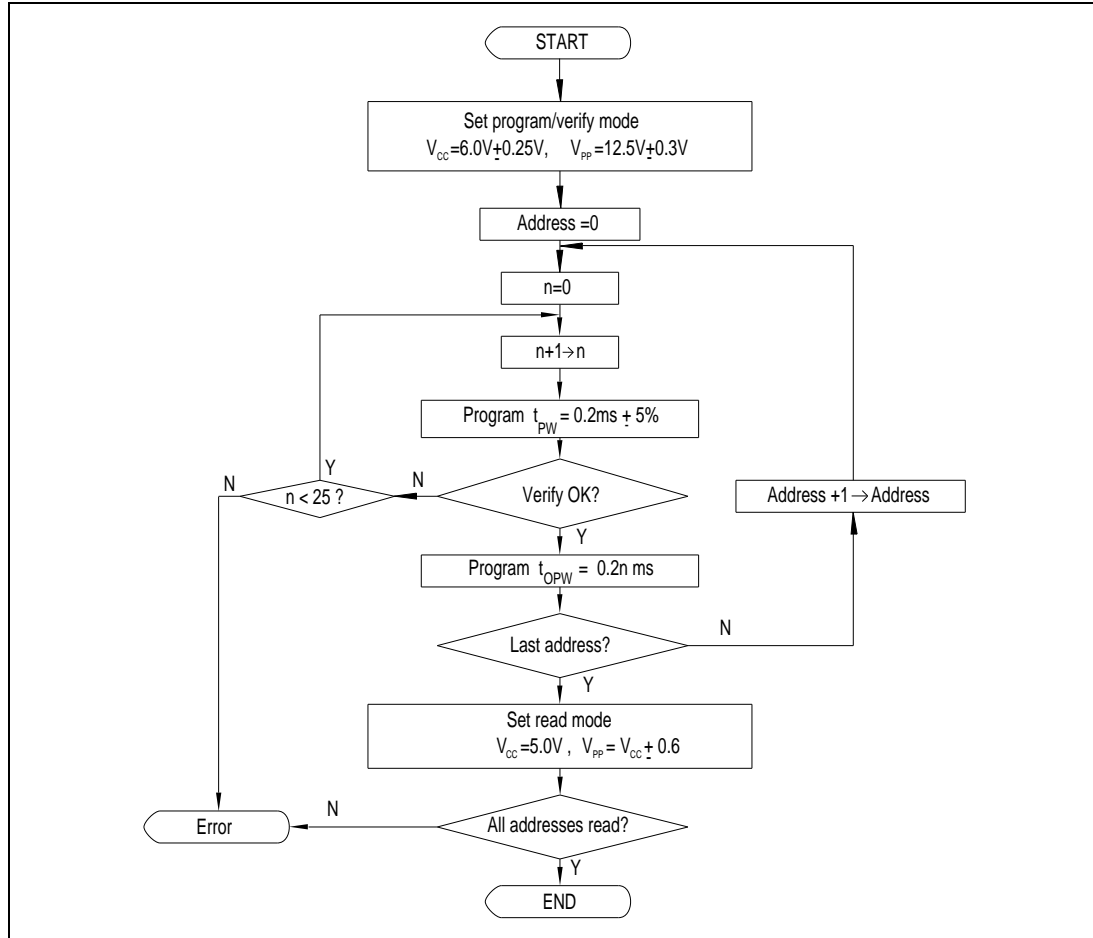 START
Set program/verify mode
VCC=6.0V±0.25V, VPP=12.5V±0.3V
Address =0
n=0
n+1→n
Program tPW = 0.2ms ± 5%
N
Y
n < 25 ?
N
Verify OK?
Address +1 → Address
Y
Program tOPW = 0.2n ms
Last address?
N
Y
Set read mode
VCC=5.0V , VPP= VCC ± 0.6
Error
N
All addresses read?
Y
END